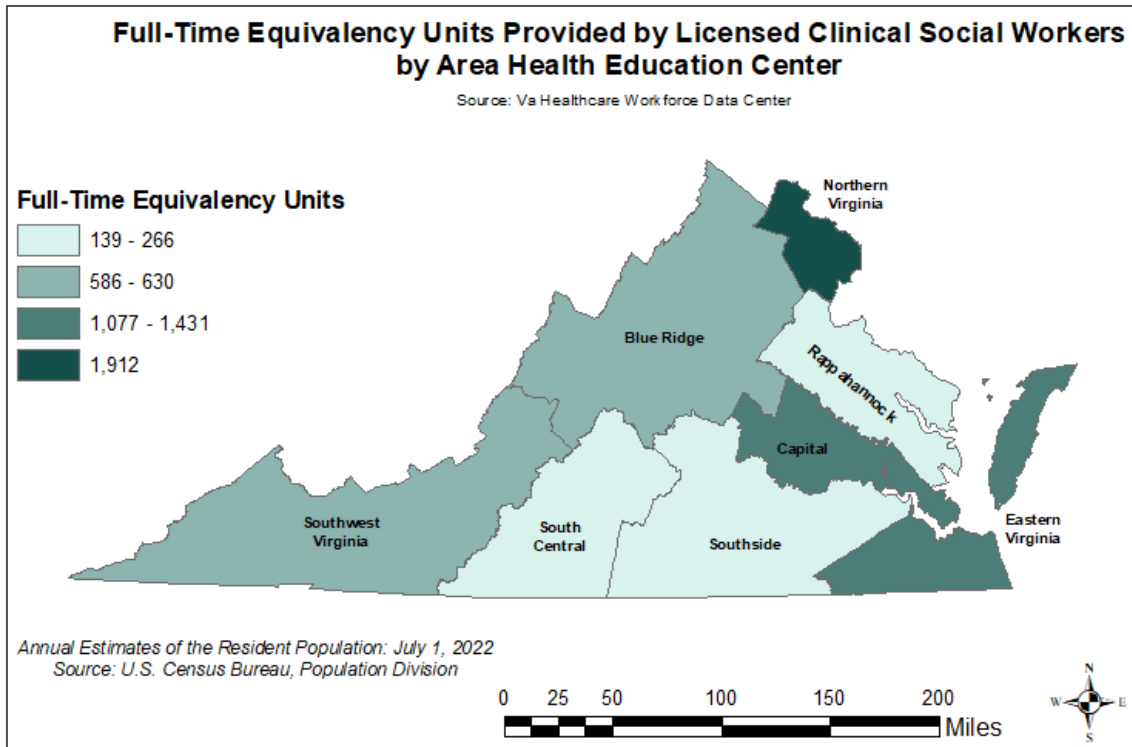 Full-Time Equivalency Units Provided by Licensed Clinical Social Workers
by Area Health Education Center
Source: Va Healthcare Workforce Data Center
Full-Time Equivalency Units
139 - 266
586 - 630
1,077 - 1,431
1,912
Northern
Virginia
Blue Ridge
Rappahannock
Capital
Southwest
Virginia
South
Central
Southside
Eastern
Virginia
Annual Estimates of the Resident Population: July 1, 2022
Source: U.S. Census Bureau, Population Division
0 25 50 100 150 200
Miles
N
W E
S